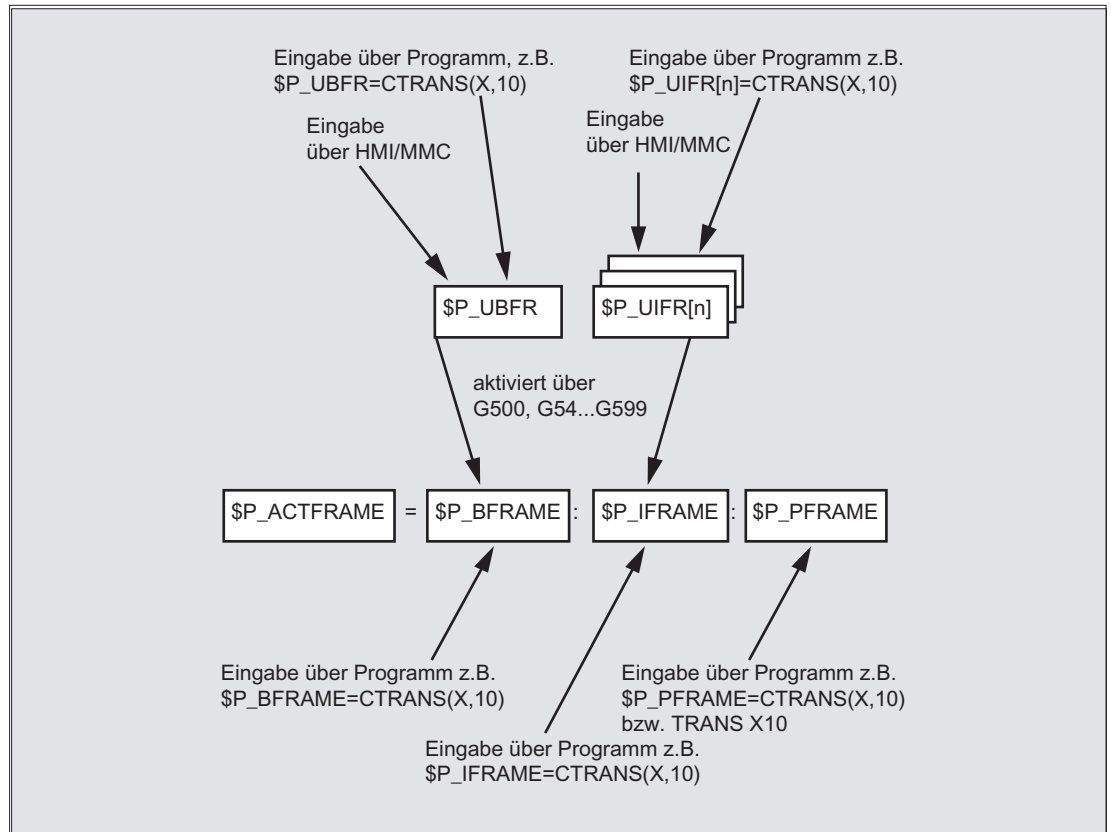 Eingabe über Programm, z.B.
$P_UBFR=CTRANS(X,10)
Eingabe über Programm z.B.
$P_UIFR[n]=CTRANS(X,10)
Eingabe
über HMI/MMC
Eingabe
über HMI/MMC
$P_UBFR
$P_UIFR[n]
aktiviert über
G500, G54...G599
$P_ACTFRAME = $P_BFRAME : $P_IFRAME : $P_PFRAME
Eingabe über Programm z.B.
$P_BFRAME=CTRANS(X,10)
Eingabe über Programm z.B.
$P_PFRAME=CTRANS(X,10)
bzw. TRANS X10
Eingabe über Programm z.B.
$P_IFRAME=CTRANS(X,10)